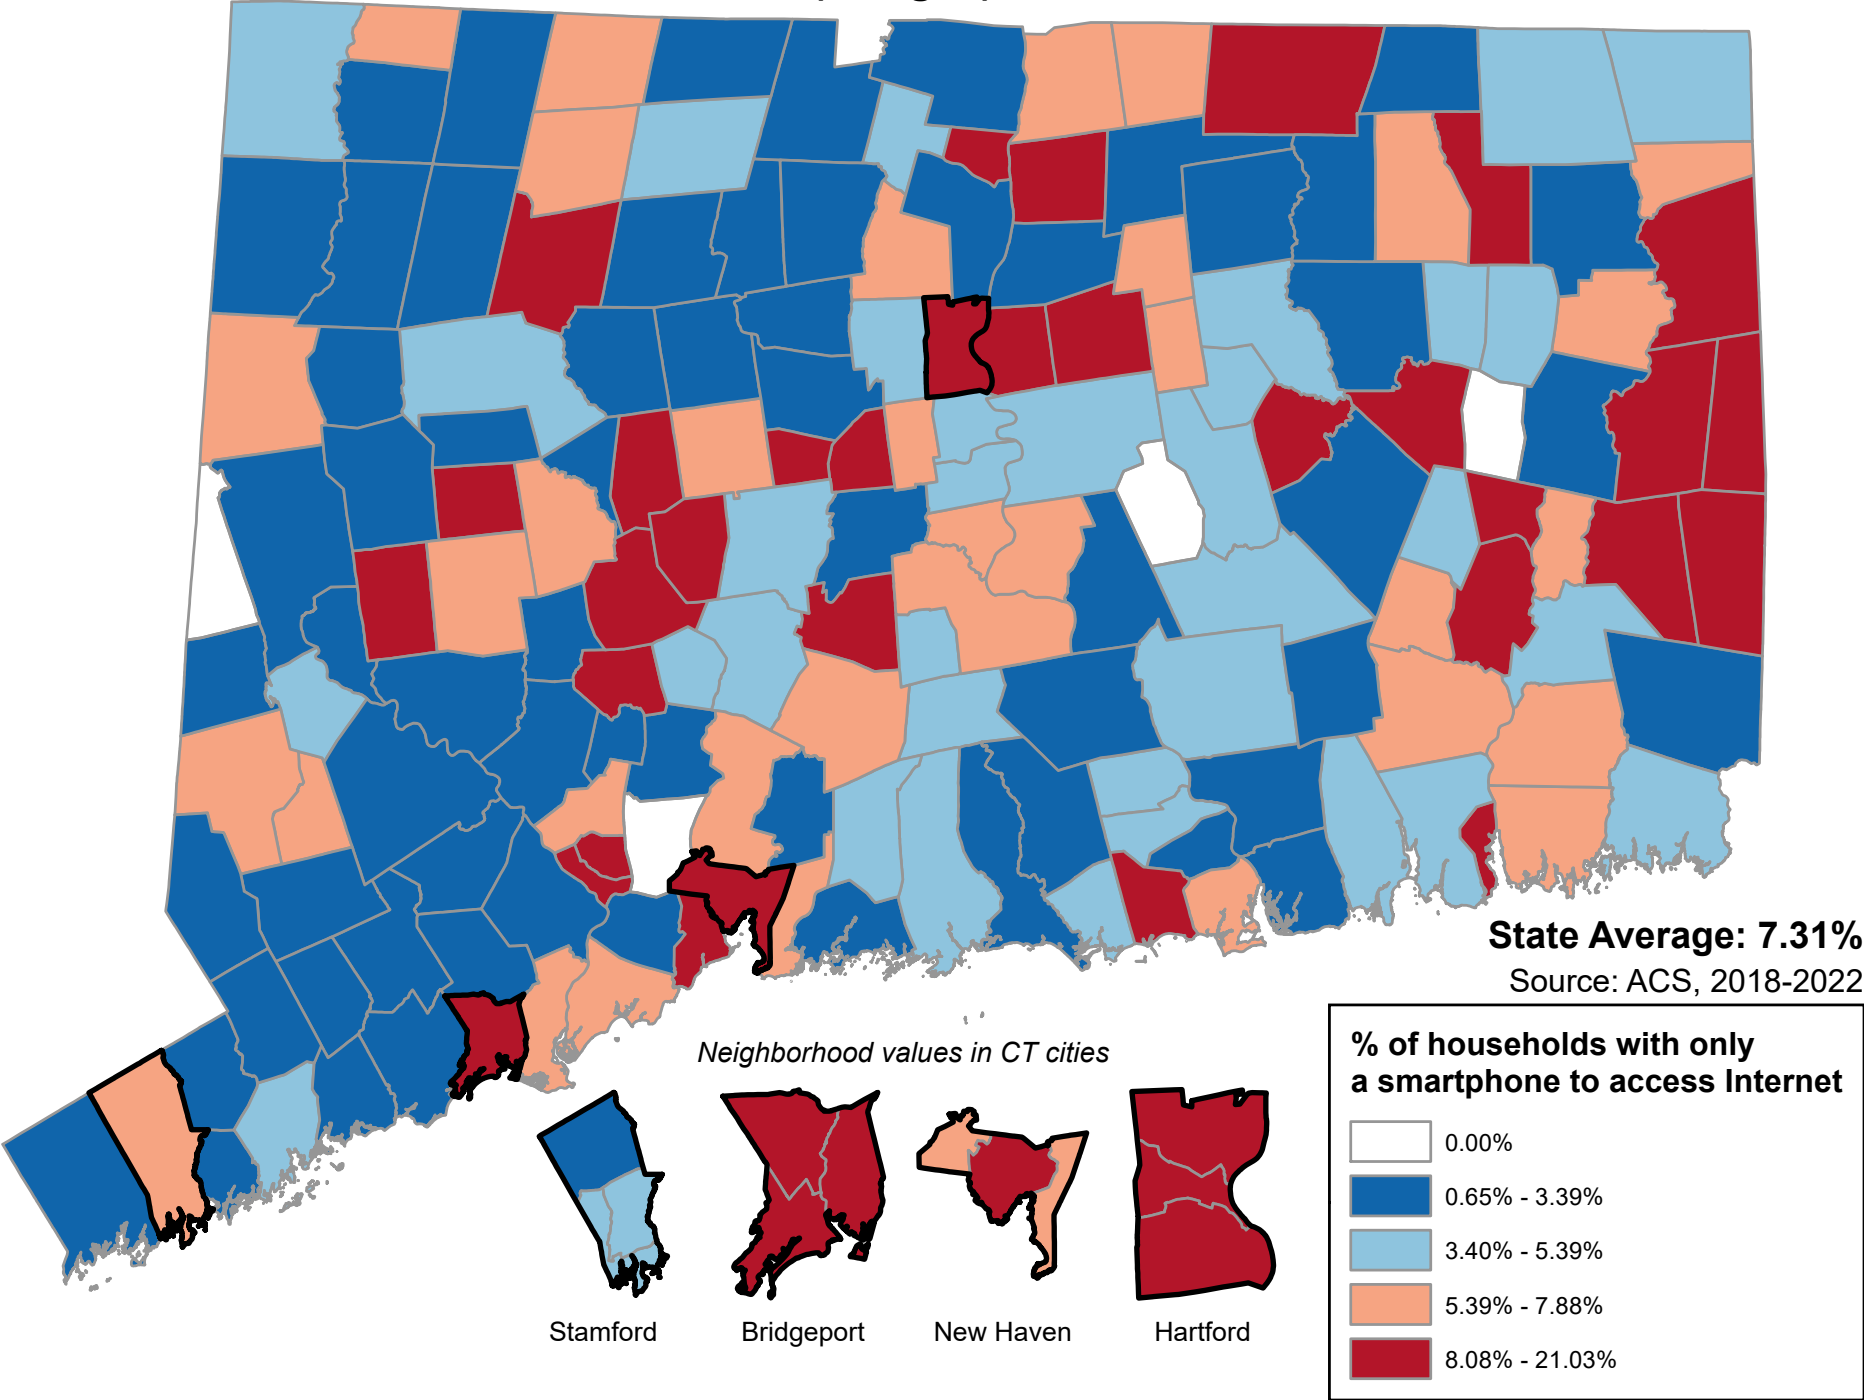 State Average: 7.31%
Source: ACS, 2018-2022
Neighborhood values in CT cities
Stamford
Bridgeport
New Haven
Hartford
% of households with only
a smartphone to access Internet
0.00%
0.65% - 3.39%
3.40% - 5.39%
5.39% - 7.88%
8.08% - 21.03%